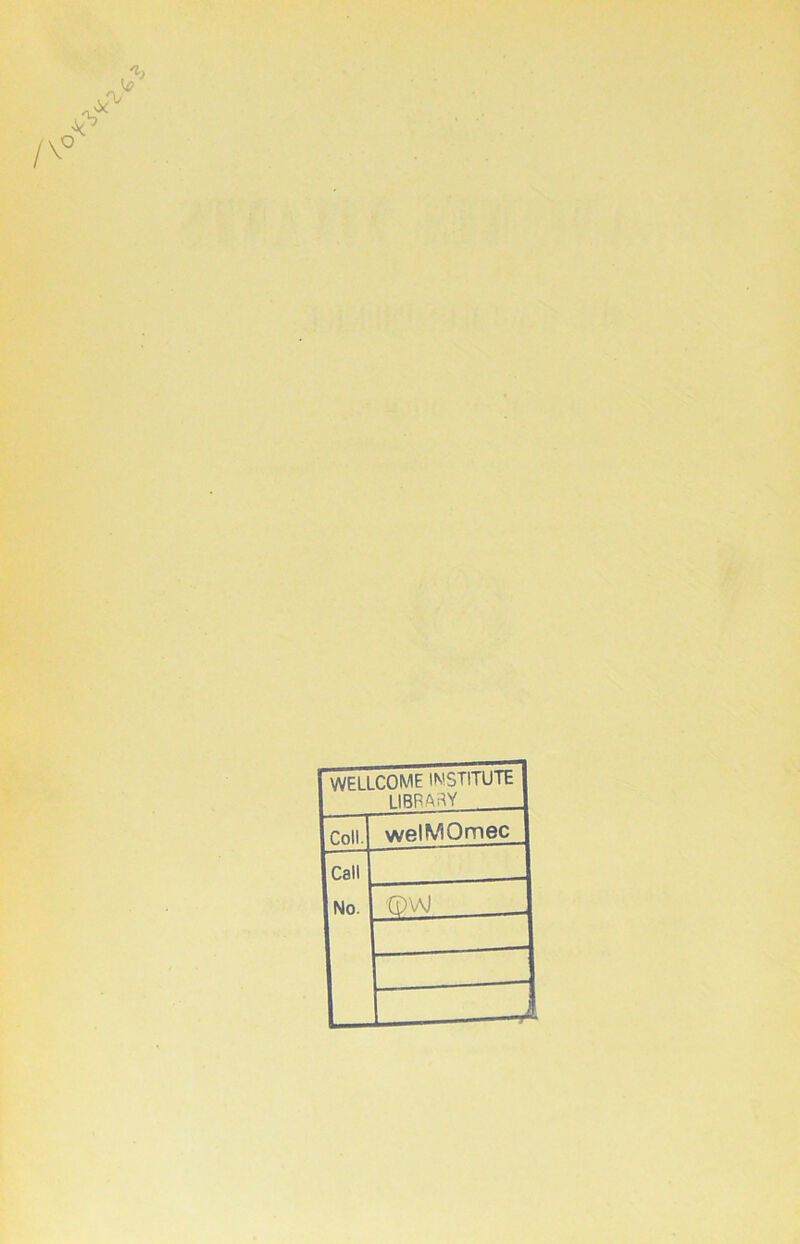 WELLCOME INSTITUTE
LIBRARY
Coll. welMOmec
Call
No. QW